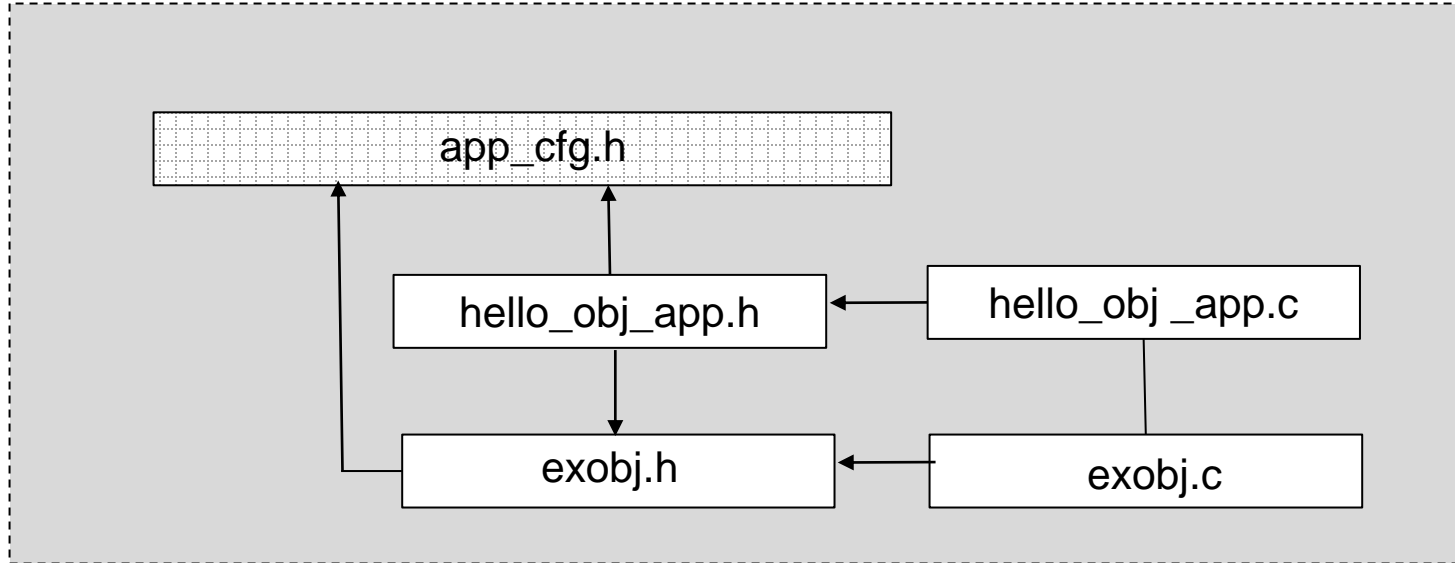 app_cfg.h
hello_obj_app.h
hello_obj _app.c
exobj.h
exobj.c